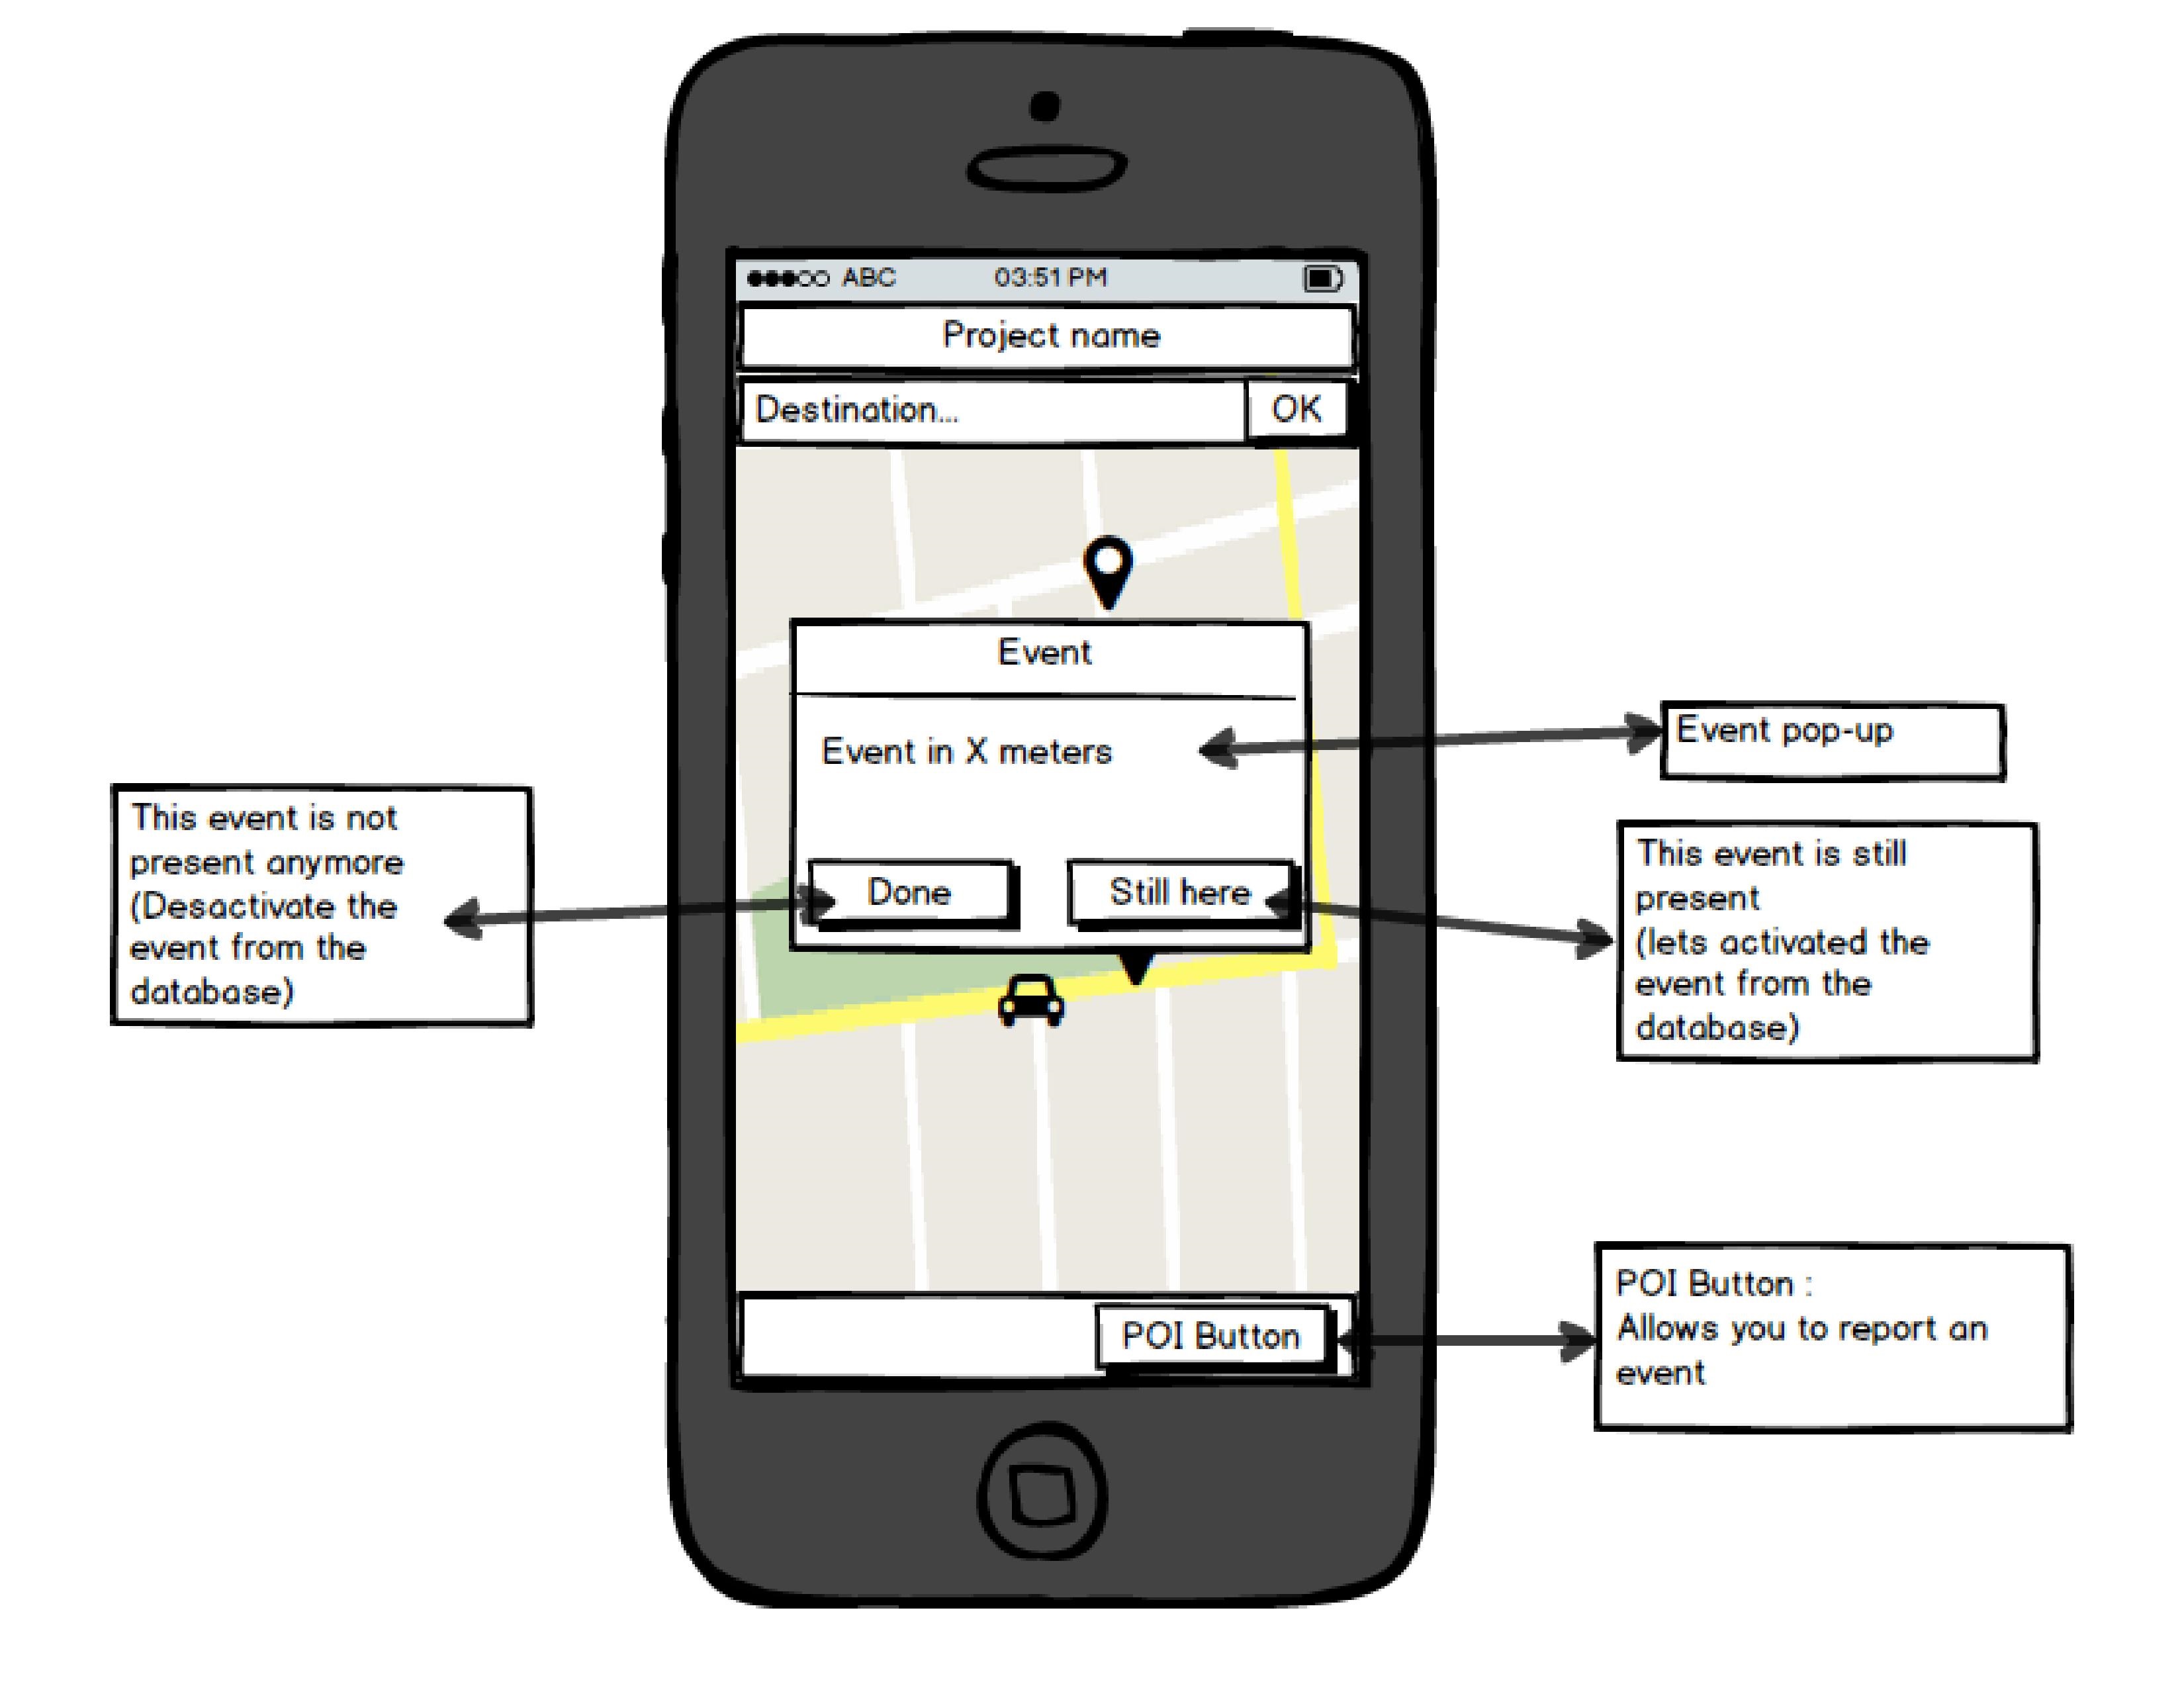 ABC 03:51 PM
Project name
Destination... OK
Event
Event in X meters
Done Still here
POI Button
This event is not
present anymore
(Desactivate the
event from the
database)
Event pop-up
This event is still
present
(lets activated the
event from the
database)
POI Button :
Allows you to report an
event